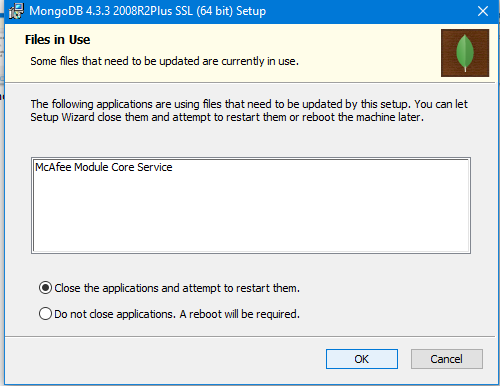 MongoDB 4.3.3 2008R2Plus SSL (64 bit) Setup
Files in Use
Some files that need to be updated are currently in use.
The following applications are using files that need to be updated by this setup. You can let
Setup Wizard close them and attempt to restart them or reboot the machine later.
McAfee Module Core Service
Close the applications and attempt to restart them.
Do not close applications. A reboot will be required.
OK
Cancel